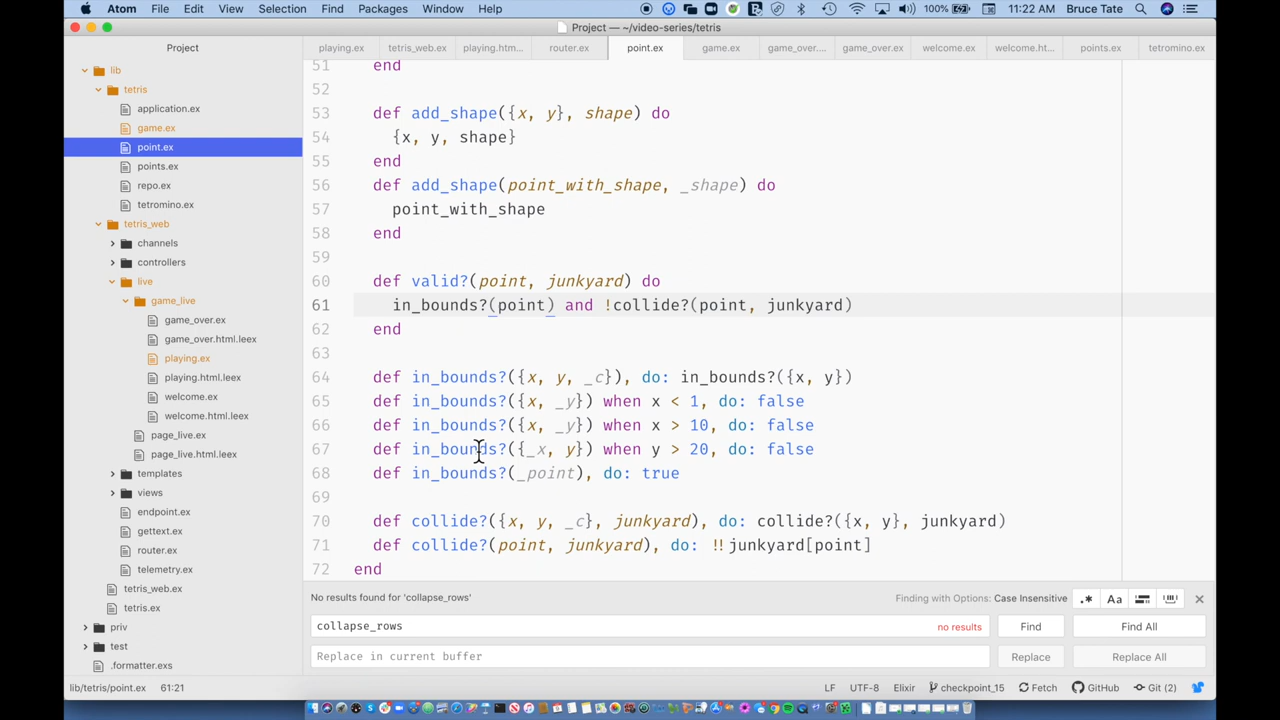 Atom File Edit View Selection Find Packages Window Help 100% Fri 11:22 AM Bruce Tate
Project — ~/video-series/tetris
Project
playing.ex tetris_web.ex playing.htm... router.ex point.ex game.ex game_over.... game_over.ex welcome.ex welcome.ht... points.ex tetromino.ex
lib
tetris
application.ex
game.ex
point.ex
points.ex
repo.ex
tetromino.ex
tetris_web
channels
controllers
live
game_live
game_over.ex
game_over.html.leex
playing.ex
playing.html.leex
welcome.ex
welcome.html.leex
page_live.ex
page_live.html.leex
templates
views
endpoint.ex
gettext.ex
router.ex
telemetry.ex
tetris_web.ex
tetris.ex
priv
test
.formatter.exs
51 end
52
53 def add_shape({x, y}, shape) do
54 {x, y, shape}
55 end
56 def add_shape(point_with_shape, _shape) do
57 point_with_shape
58 end
59
60 def valid?(point, junkyard) do
61 in_bounds?(point) and !collide?(point, junkyard)
62 end
63
64 def in_bounds?({x, y, _c}), do: in_bounds?({x, y})
65 def in_bounds?({x, _y}) when x < 1, do: false
66 def in_bounds?({x, _y}) when x > 10, do: false
67 def in_bounds?({_x, y}) when y > 20, do: false
68 def in_bounds?(_point), do: true
69
70 def collide?({x, y, _c}, junkyard), do: collide?({x, y}, junkyard)
71 def collide?(point, junkyard), do: !!junkyard[point]
72 end
No results found for 'collapse_rows' Finding with Options: Case Insensitive .* Aa
collapse_rows no results Find Find All
Replace in current buffer Replace Replace All
lib/tetris/point.ex 61:21 LF UTF-8 Elixir checkpoint_15 Fetch GitHub Git (2)